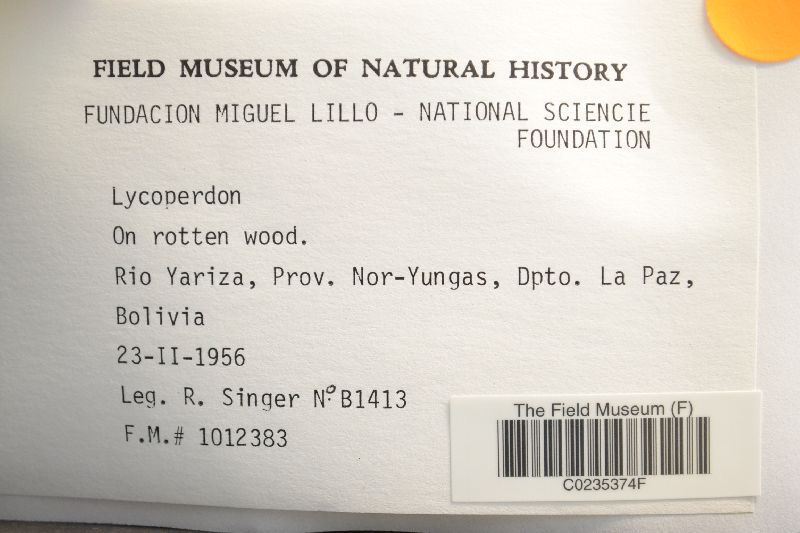 FIELD MUSEUM OF NATURAL HISTORY
FUNDACION MIGUEL LILLO - NATIONAL SCIENCIE
FOUNDATION
Lycoperdon
On rotten wood.
Rio Yariza, Prov. Nor-Yungas, Dpto. La Paz,
Bolivia
23-II-1956
Leg. R. Singer Nº B1413
F.M.# 1012383
The Field Museum (F)
C0235374F